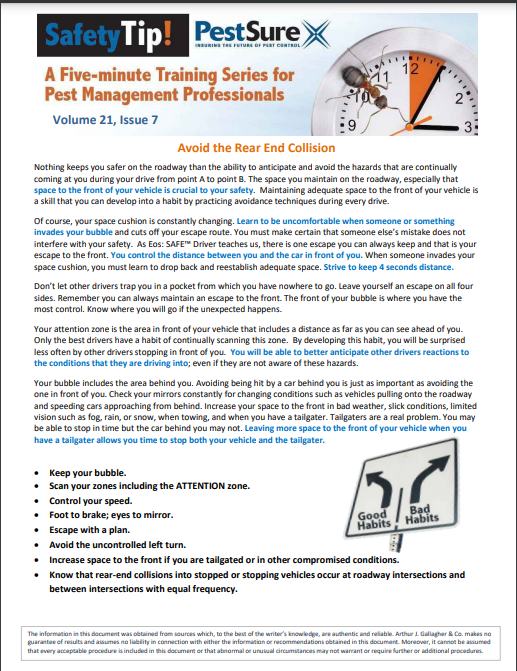 SafetyTip!
PestSure
INSURING THE FUTURE OF PEST CONTROL
A Five-minute Training Series for
Pest Management Professionals
Volume 21, Issue 7
12
11
10
9
2
3
Avoid the Rear End Collision
Nothing keeps you safer on the roadway than the ability to anticipate and avoid the hazards that are continually
coming at you during your drive from point A to point B. The space you maintain on the roadway, especially that
space to the front of your vehicle is crucial to your safety. Maintaining adequate space to the front of your vehicle is
a skill that you can develop into a habit by practicing avoidance techniques during every drive.
Of course, your space cushion is constantly changing. Learn to be uncomfortable when someone or something
invades your bubble and cuts off your escape route. You must make certain that someone else's mistake does not
interfere with your safety. As Eos: SAFE™ Driver teaches us, there is one escape you can always keep and that is your
escape to the front. You control the distance between you and the car in front of you. When someone invades your
space cushion, you must learn to drop back and reestablish adequate space. Strive to keep 4 seconds distance.
Don't let other drivers trap you in a pocket from which you have nowhere to go. Leave yourself an escape on all four
sides. Remember you can always maintain an escape to the front. The front of your bubble is where you have the
most control. Know where you will go if the unexpected happens.
Your attention zone is the area in front of your vehicle that includes a distance as far as you can see ahead of you.
Only the best drivers have a habit of continually scanning this zone. By developing this habit, you will be surprised
less often by other drivers stopping in front of you. You will be able to better anticipate other drivers reactions to
the conditions that they are driving into; even if they are not aware of these hazards.
Your bubble includes the area behind you. Avoiding being hit by a car behind you is just as important as avoiding the
one in front of you. Check your mirrors constantly for changing conditions such as vehicles pulling onto the roadway
and speeding cars approaching from behind. Increase your space to the front in bad weather, slick conditions, limited
vision such as fog, rain, or snow, when towing, and when you have a tailgater. Tailgaters are a real problem. You may
be able to stop in time but the car behind you may not. Leaving more space to the front of your vehicle when you
have a tailgater allows you time to stop both your vehicle and the tailgater.
• Keep your bubble.
• Scan your zones including the ATTENTION zone.
• Control your speed.
• Foot to brake; eyes to mirror.
• Escape with a plan.
• Avoid the uncontrolled left turn.
• Increase space to the front if you are tailgated or in other compromised conditions.
• Know that rear-end collisions into stopped or stopping vehicles occur at roadway intersections and
between intersections with equal frequency.
Good
Habits
Bad
Habits
The information in this document was obtained from sources which, to the best of the writer's knowledge, are authentic and reliable. Arthur J. Gallagher & Co. makes no
guarantee of results and assumes no liability in connection with either the information or recommendations obtained in this document. Moreover, it cannot be assumed
that every acceptable procedure is included in this document or that abnormal or unusual circumstances may not warrant or require further or additional procedures.